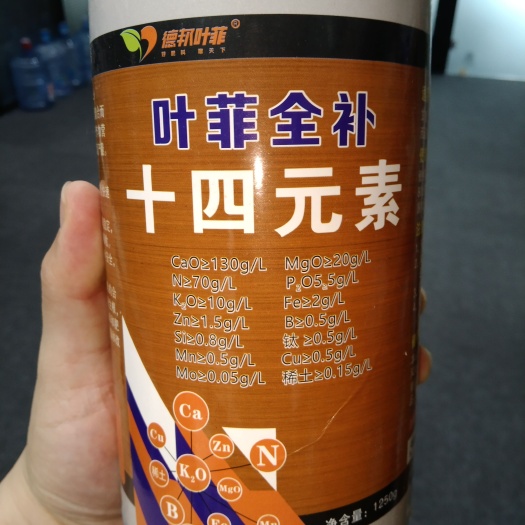 德邦叶菲
叶菲全补
十四元素
CaO≥130g/L MgO≥20g/L
N≥70g/L P₂O5≥5g/L
K₂O≥10g/L Fe≥2g/L
Zn≥1.5g/L B≥0.5g/L
Si≥0.8g/L 钛≥0.5g/L
Mn≥0.5g/L Cu≥0.5g/L
Mo≥0.05g/L 稀土≥0.15g/L
Ca
Cu
Zn
N
稀土
K₂O
MgO
B
净含量：1250g